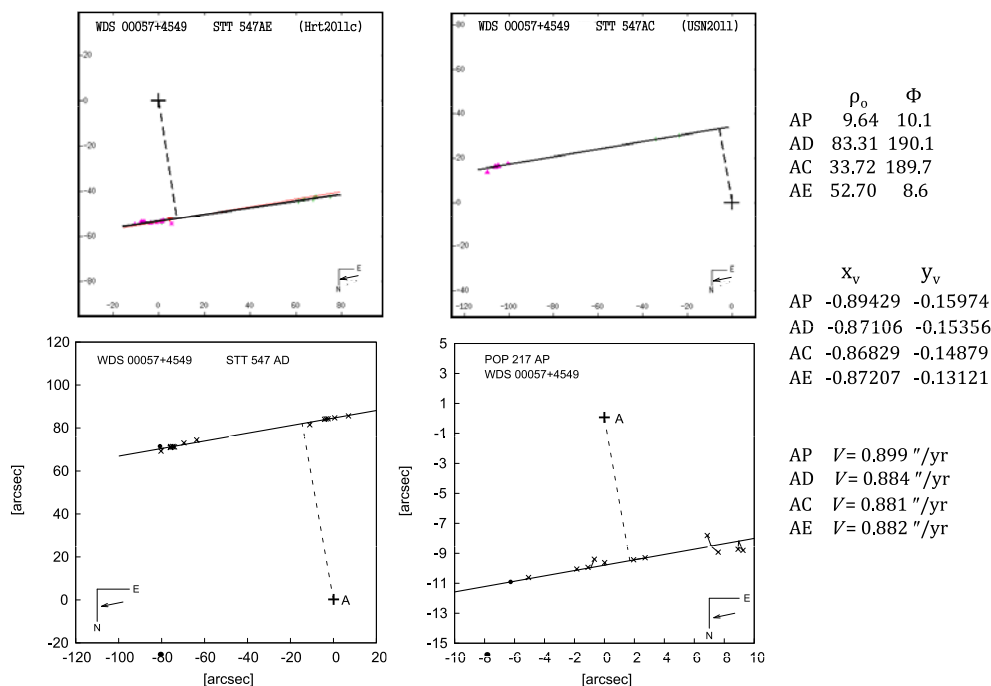 WDS 00057+4549 STT 547AE (Hrt2011c)
20
0
-20
-40
-60
-80
-20 0 20 40 60 80
E
N
WDS 00057+4549 STT 547AC (USN2011)
80
60
40
20
0
-20
-40
-120 -100 -80 -60 -40 -20 0
E
N
WDS 00057+4549 STT 547 AD
120
100
80
60
40
20
0
-20
[arcsec]
A
E
N
-120 -100 -80 -60 -40 -20 0 20
[arcsec]
POP 217 AP
WDS 00057+4549
5
3
1
-1
-3
-5
-7
-9
-11
-13
-15
[arcsec]
A
E
N
-10 -8 -6 -4 -2 0 2 4 6 8 10
[arcsec]
ρo Φ
AP 9.64 10.1
AD 83.31 190.1
AC 33.72 189.7
AE 52.70 8.6
xv yv
AP -0.89429 -0.15974
AD -0.87106 -0.15356
AC -0.86829 -0.14879
AE -0.87207 -0.13121
AP V= 0.899 ″/yr
AD V= 0.884 ″/yr
AC V= 0.881 ″/yr
AE V= 0.882 ″/yr